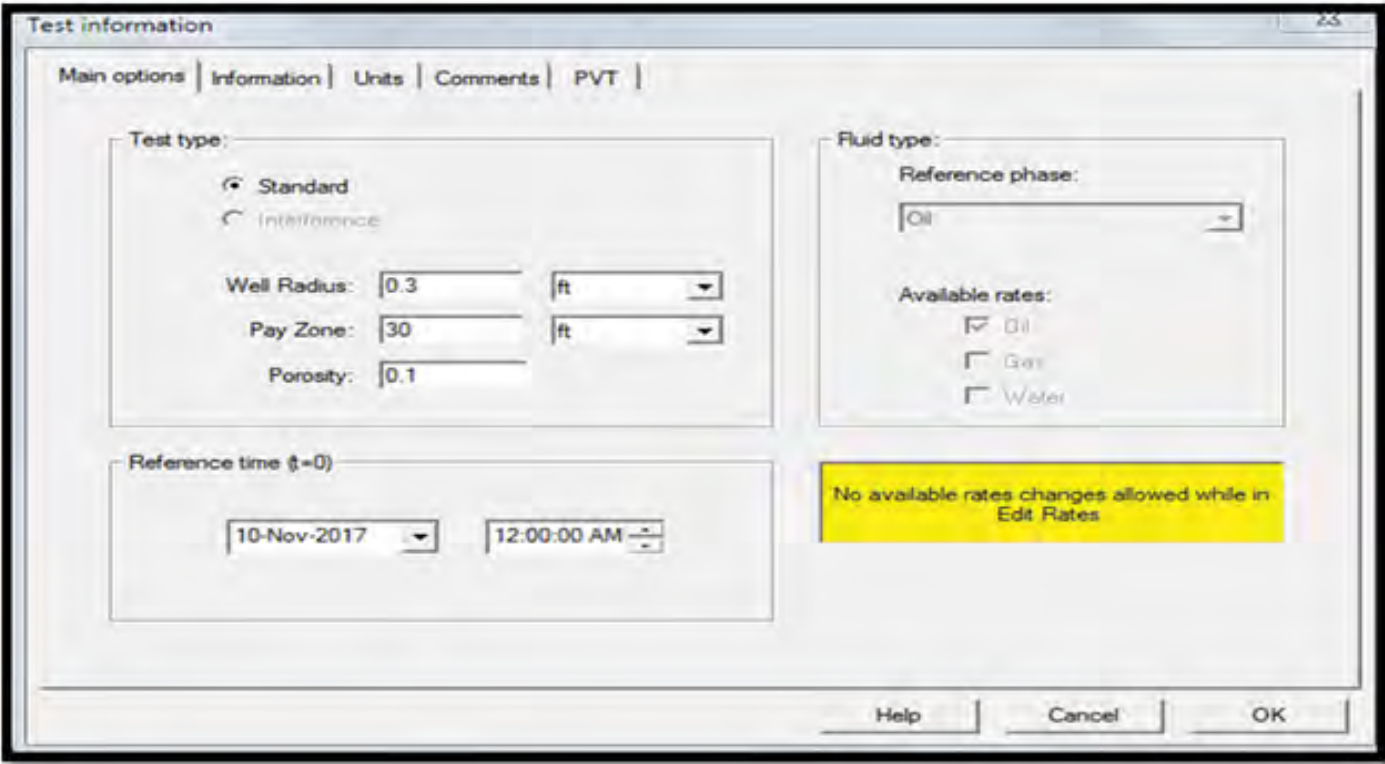 Test information
Main options
Information
Units
Comments
PVT
Test type:
Standard
Interfernce
Well Radius: 0.3 ft
Pay Zone: 30 ft
Porosity: 0.1
Reference time (t=0)
10-Nov-2017 12:00:00 AM
Fluid type:
Reference phase:
Oil
Available rates:
Oil
Gas
Water
No available rates changes allowed while in
Edit Rates
Help
Cancel
OK